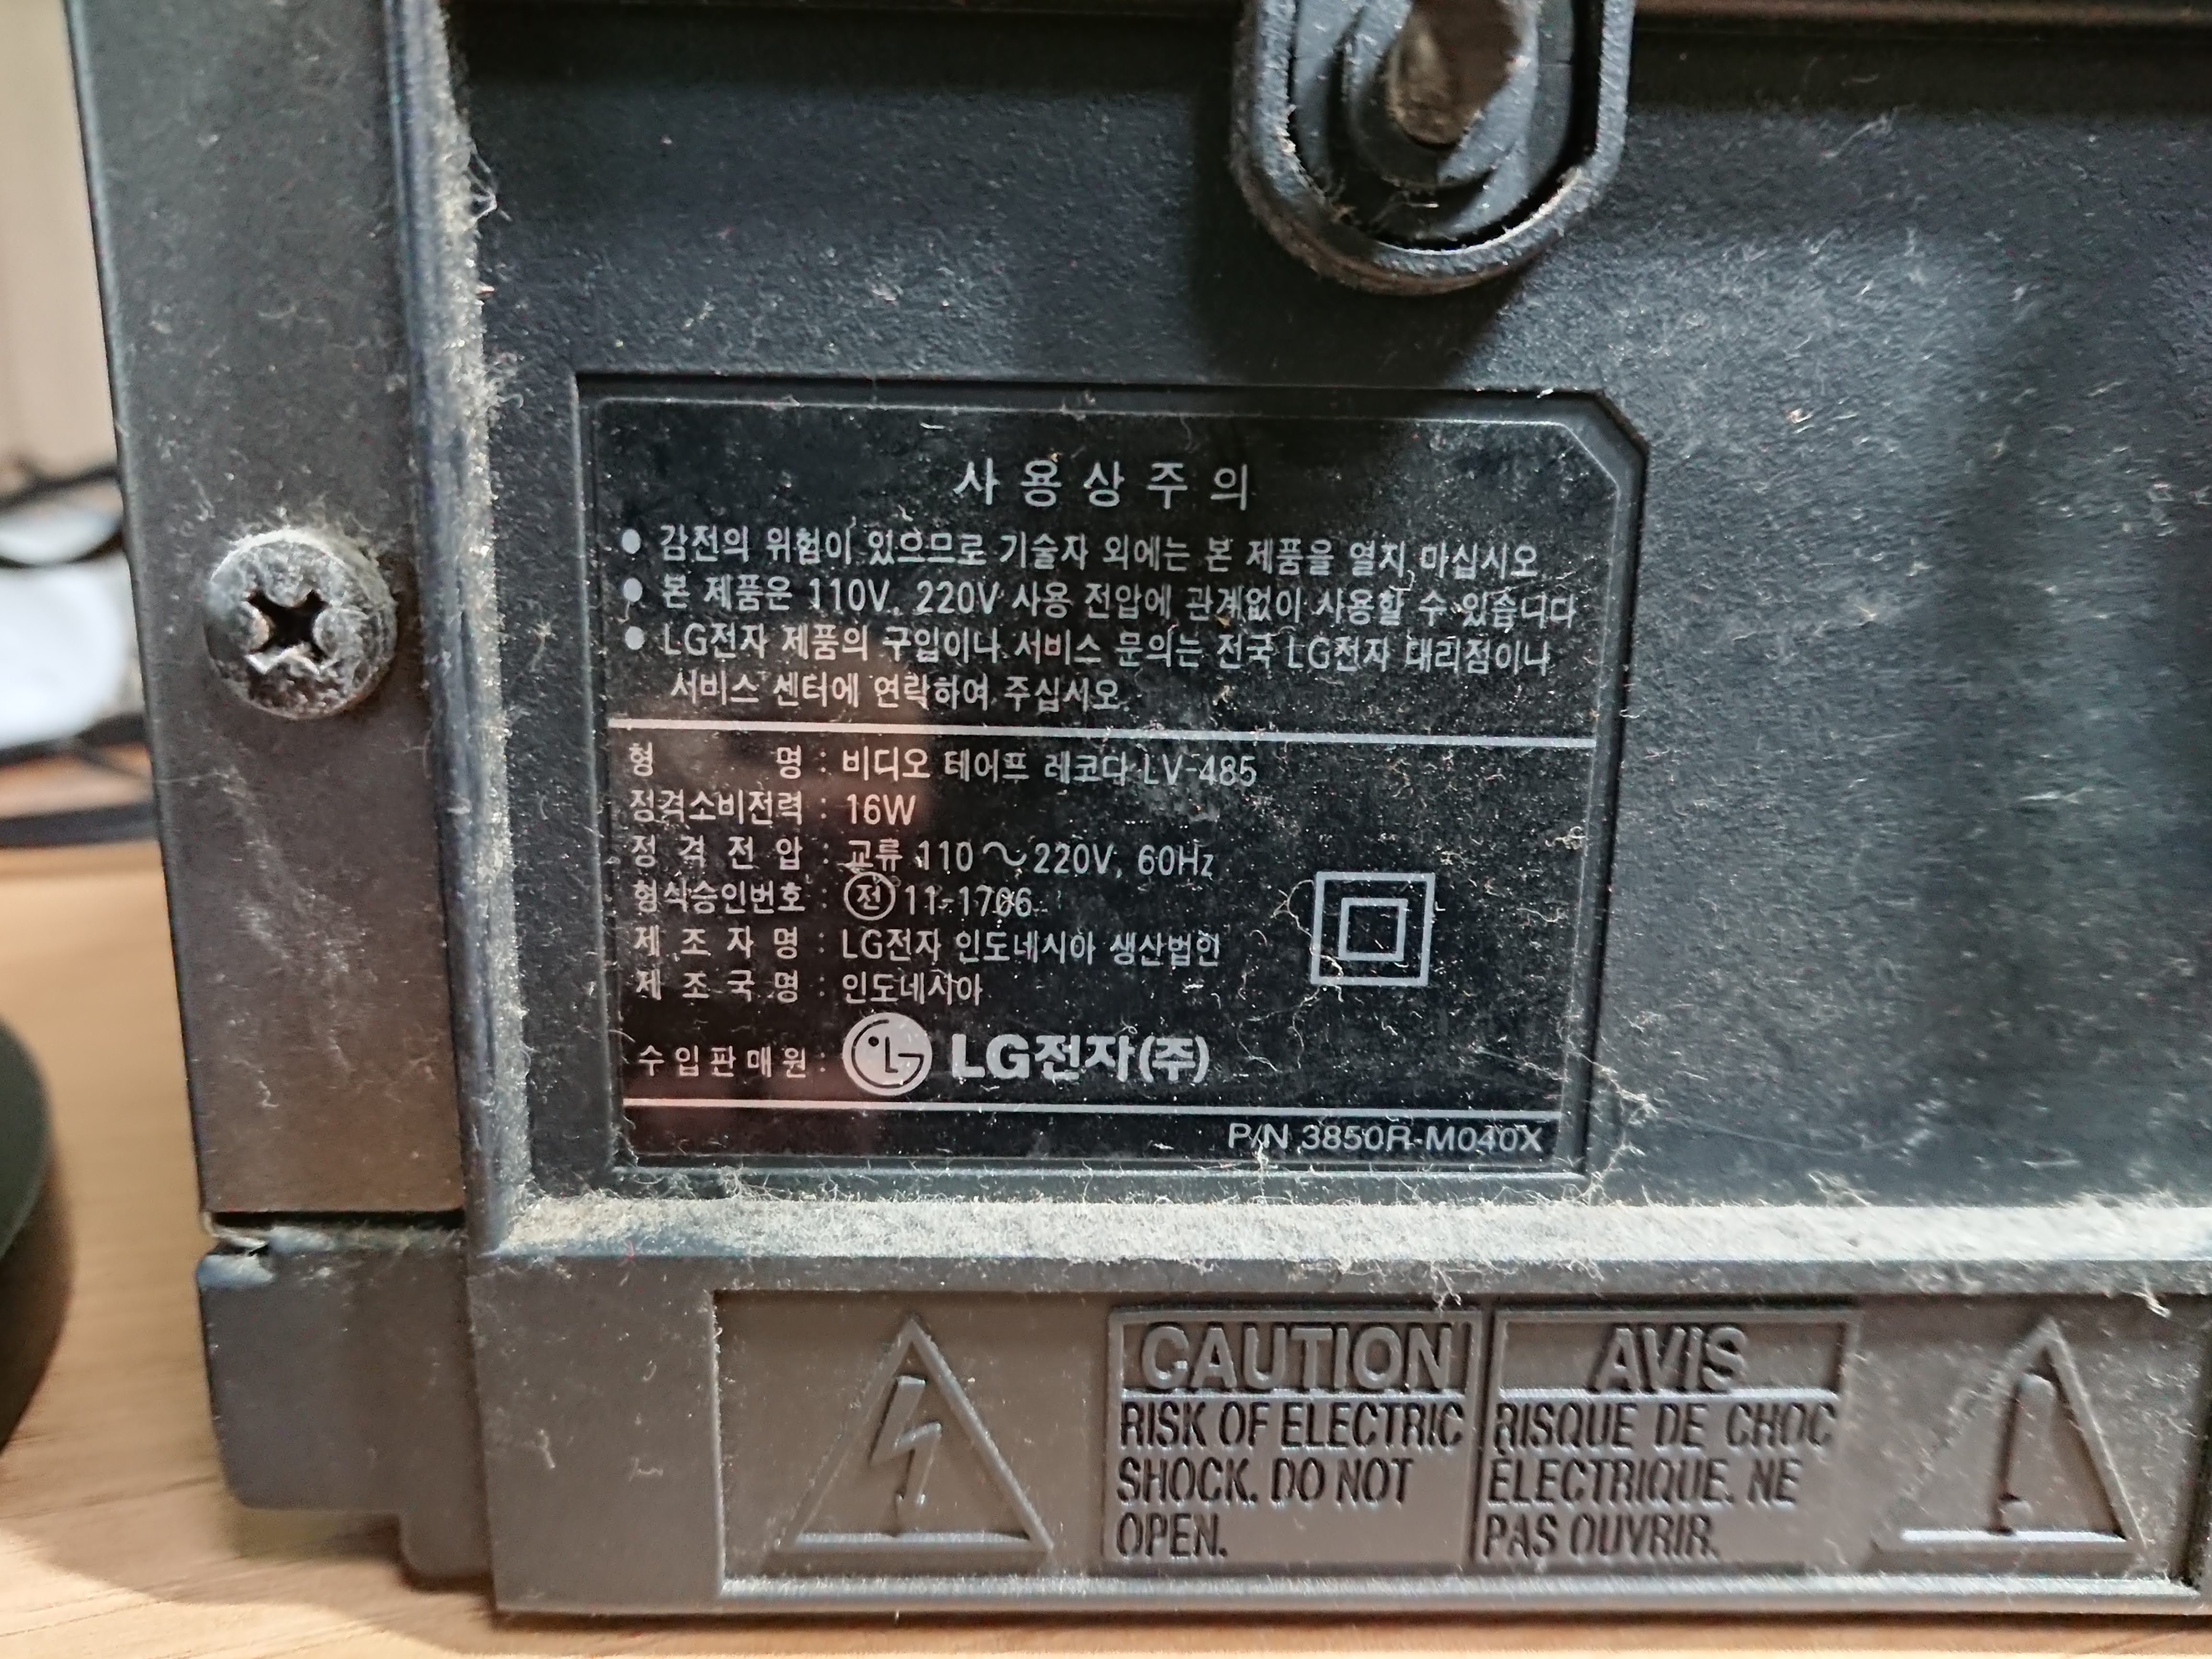 사용상주의
● 감전의 위험이 있으므로 기술자 외에는 본 제품을 열지 마십시오
● 본 제품은 110V, 220V 사용 전압에 관계없이 사용할 수 있습니다
● LG전자 제품의 구입이나 서비스 문의는 전국 LG전자 대리점이나
서비스 센터에 연락하여 주십시오
형 명 : 비디오 테이프 레코다 LV-485
정격소비전력 : 16W
정격전압 : 교류 110~220V, 60Hz
형식승인번호 : ㉠전 11-1706
제조자명 : LG전자 인도네시아 생산법인
제조국명 : 인도네시아
수입판매원 : LG LG전자(주)
P/N 3850R-M040X
CAUTION
RISK OF ELECTRIC
SHOCK. DO NOT
OPEN.
AVIS
RISQUE DE CHOC
ÉLECTRIQUE. NE
PAS OUVRIR.